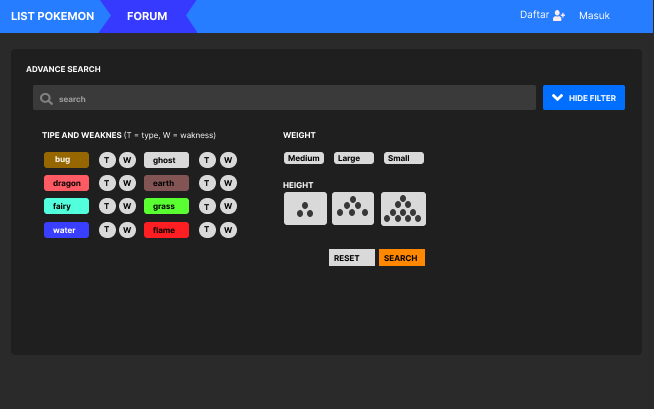 LIST POKEMON FORUM Daftar Masuk
ADVANCE SEARCH
search HIDE FILTER
TIPE AND WEAKNES (T = type, W = wakness)
bug T W ghost T W
dragon T W earth T W
fairy T W grass T W
water T W flame T W
WEIGHT
Medium Large Small
HEIGHT
RESET SEARCH